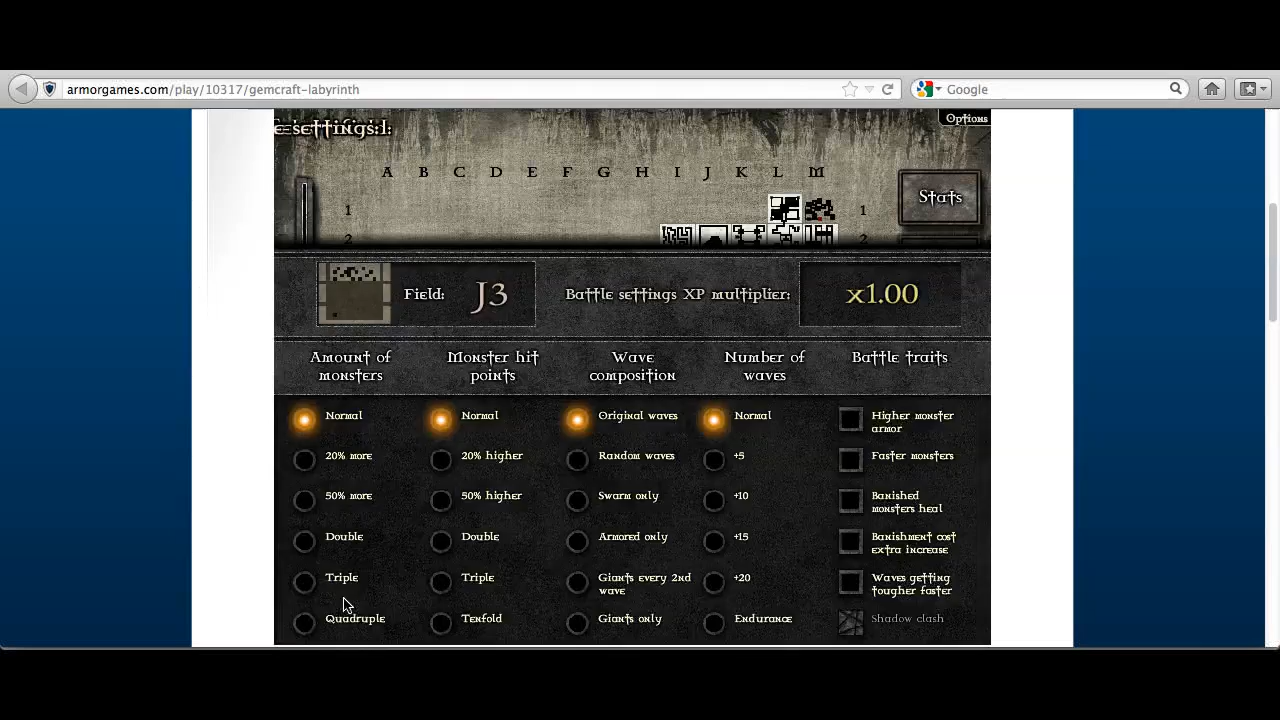 armorgames.com/play/10317/gemcraft-labyrinth
Google
Options
A B C D E F G H I J K L M
Stats
1 1
2 2
Field: J3 Battle settings XP multiplier: x1.00
Amount of monsters
Monster hit points
Wave composition
Number of waves
Battle traits
Normal Normal Original waves Normal Higher monster armor
20% more 20% higher Random waves +5 Faster monsters
50% more 50% higher Swarm only +10 Banished monsters heal
Double Double Armored only +15 Banishment cost extra increase
Triple Triple Giants every 2nd wave +20 Waves getting tougher faster
Quadruple Tenfold Giants only Endurance Shadow clash